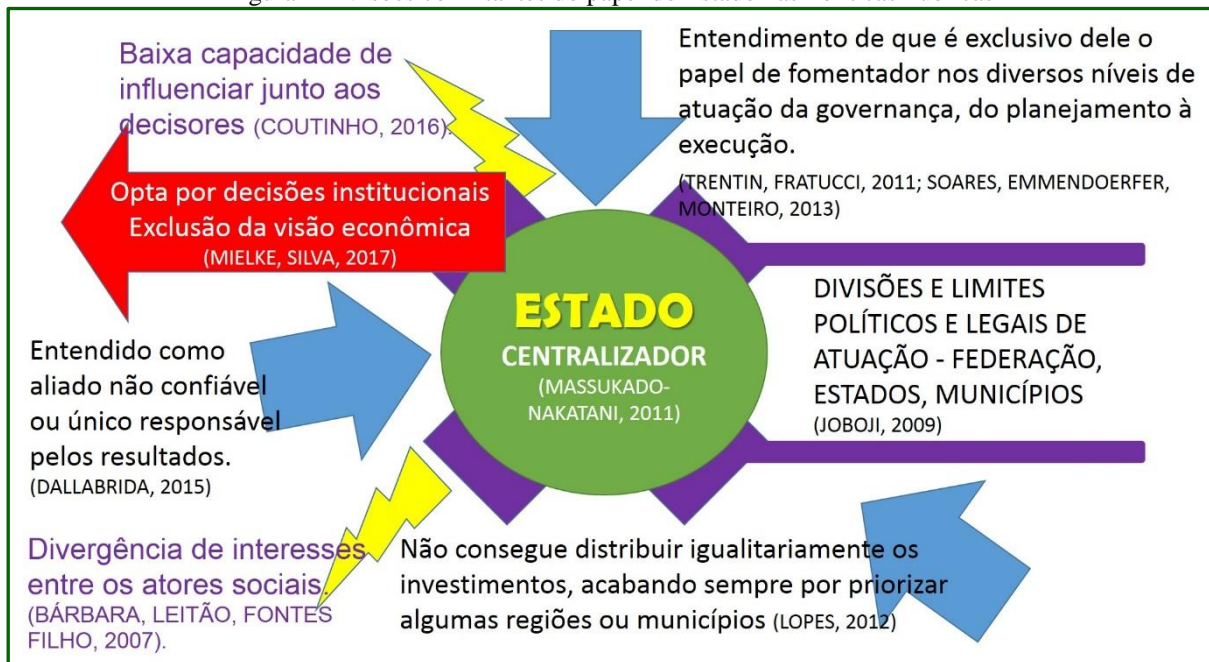 Baixa capacidade de
influenciar junto aos
decisores (COUTINHO, 2016).
Entendimento de que é exclusivo dele o
papel de fomentador nos diversos níveis de
atuação da governança, do planejamento à
execução.
(TRENTIN, FRATUCCI, 2011; SOARES, EMMENDOERFER,
MONTEIRO, 2013)
Opta por decisões institucionais
Exclusão da visão econômica
(MIELKE, SILVA, 2017)
ESTADO
CENTRALIZADOR
(MASSUKADO-
NAKATANI, 2011)
DIVISÕES E LIMITES
POLÍTICOS E LEGAIS DE
ATUAÇÃO - FEDERAÇÃO,
ESTADOS, MUNICÍPIOS
(JOBOJI, 2009)
Entendido como
aliado não confiável
ou único responsável
pelos resultados.
(DALLABRIDA, 2015)
Divergência de interesses
entre os atores sociais.
(BÁRBARA, LEITÃO, FONTES
FILHO, 2007).
Não consegue distribuir igualitariamente os
investimentos, acabando sempre por priorizar
algumas regiões ou municípios (LOPES, 2012)